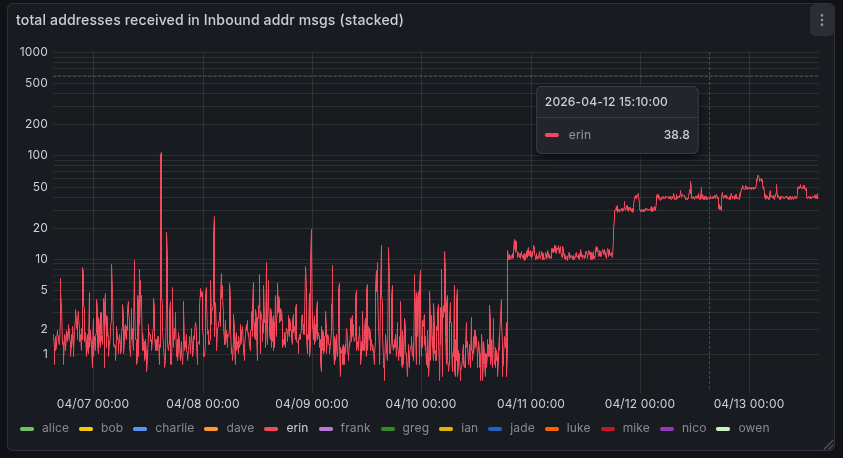 total addresses received in Inbound addr msgs (stacked)
1000
500
200
100
50
20
10
5
2
1
2026-04-12 15:10:00
erin 38.8
04/07 00:00 04/08 00:00 04/09 00:00 04/10 00:00 04/11 00:00 04/12 00:00 04/13 00:00
alice bob charlie dave erin frank greg ian jade luke mike nico owen